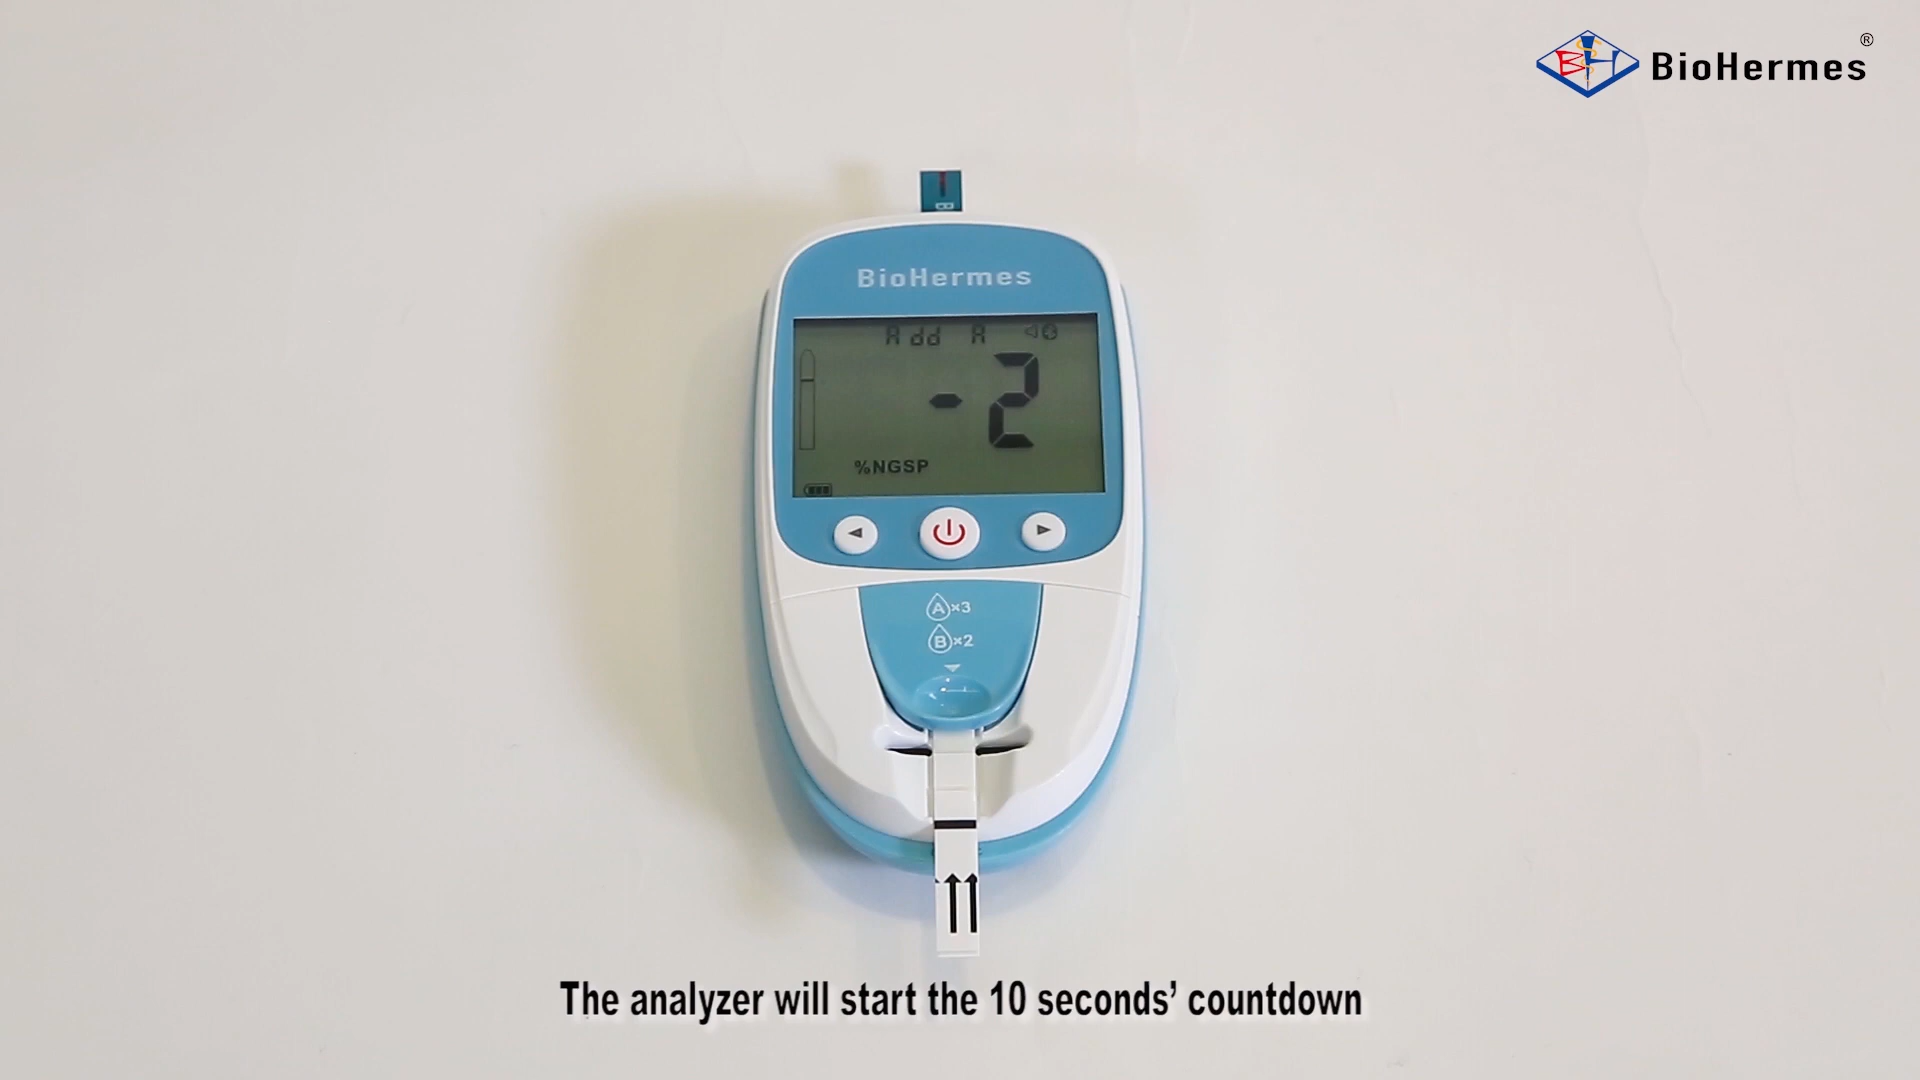 BioHermes®
B
BioHermes
Add A
-2
%NGSP
A×3
B×2
The analyzer will start the 10 seconds’ countdown